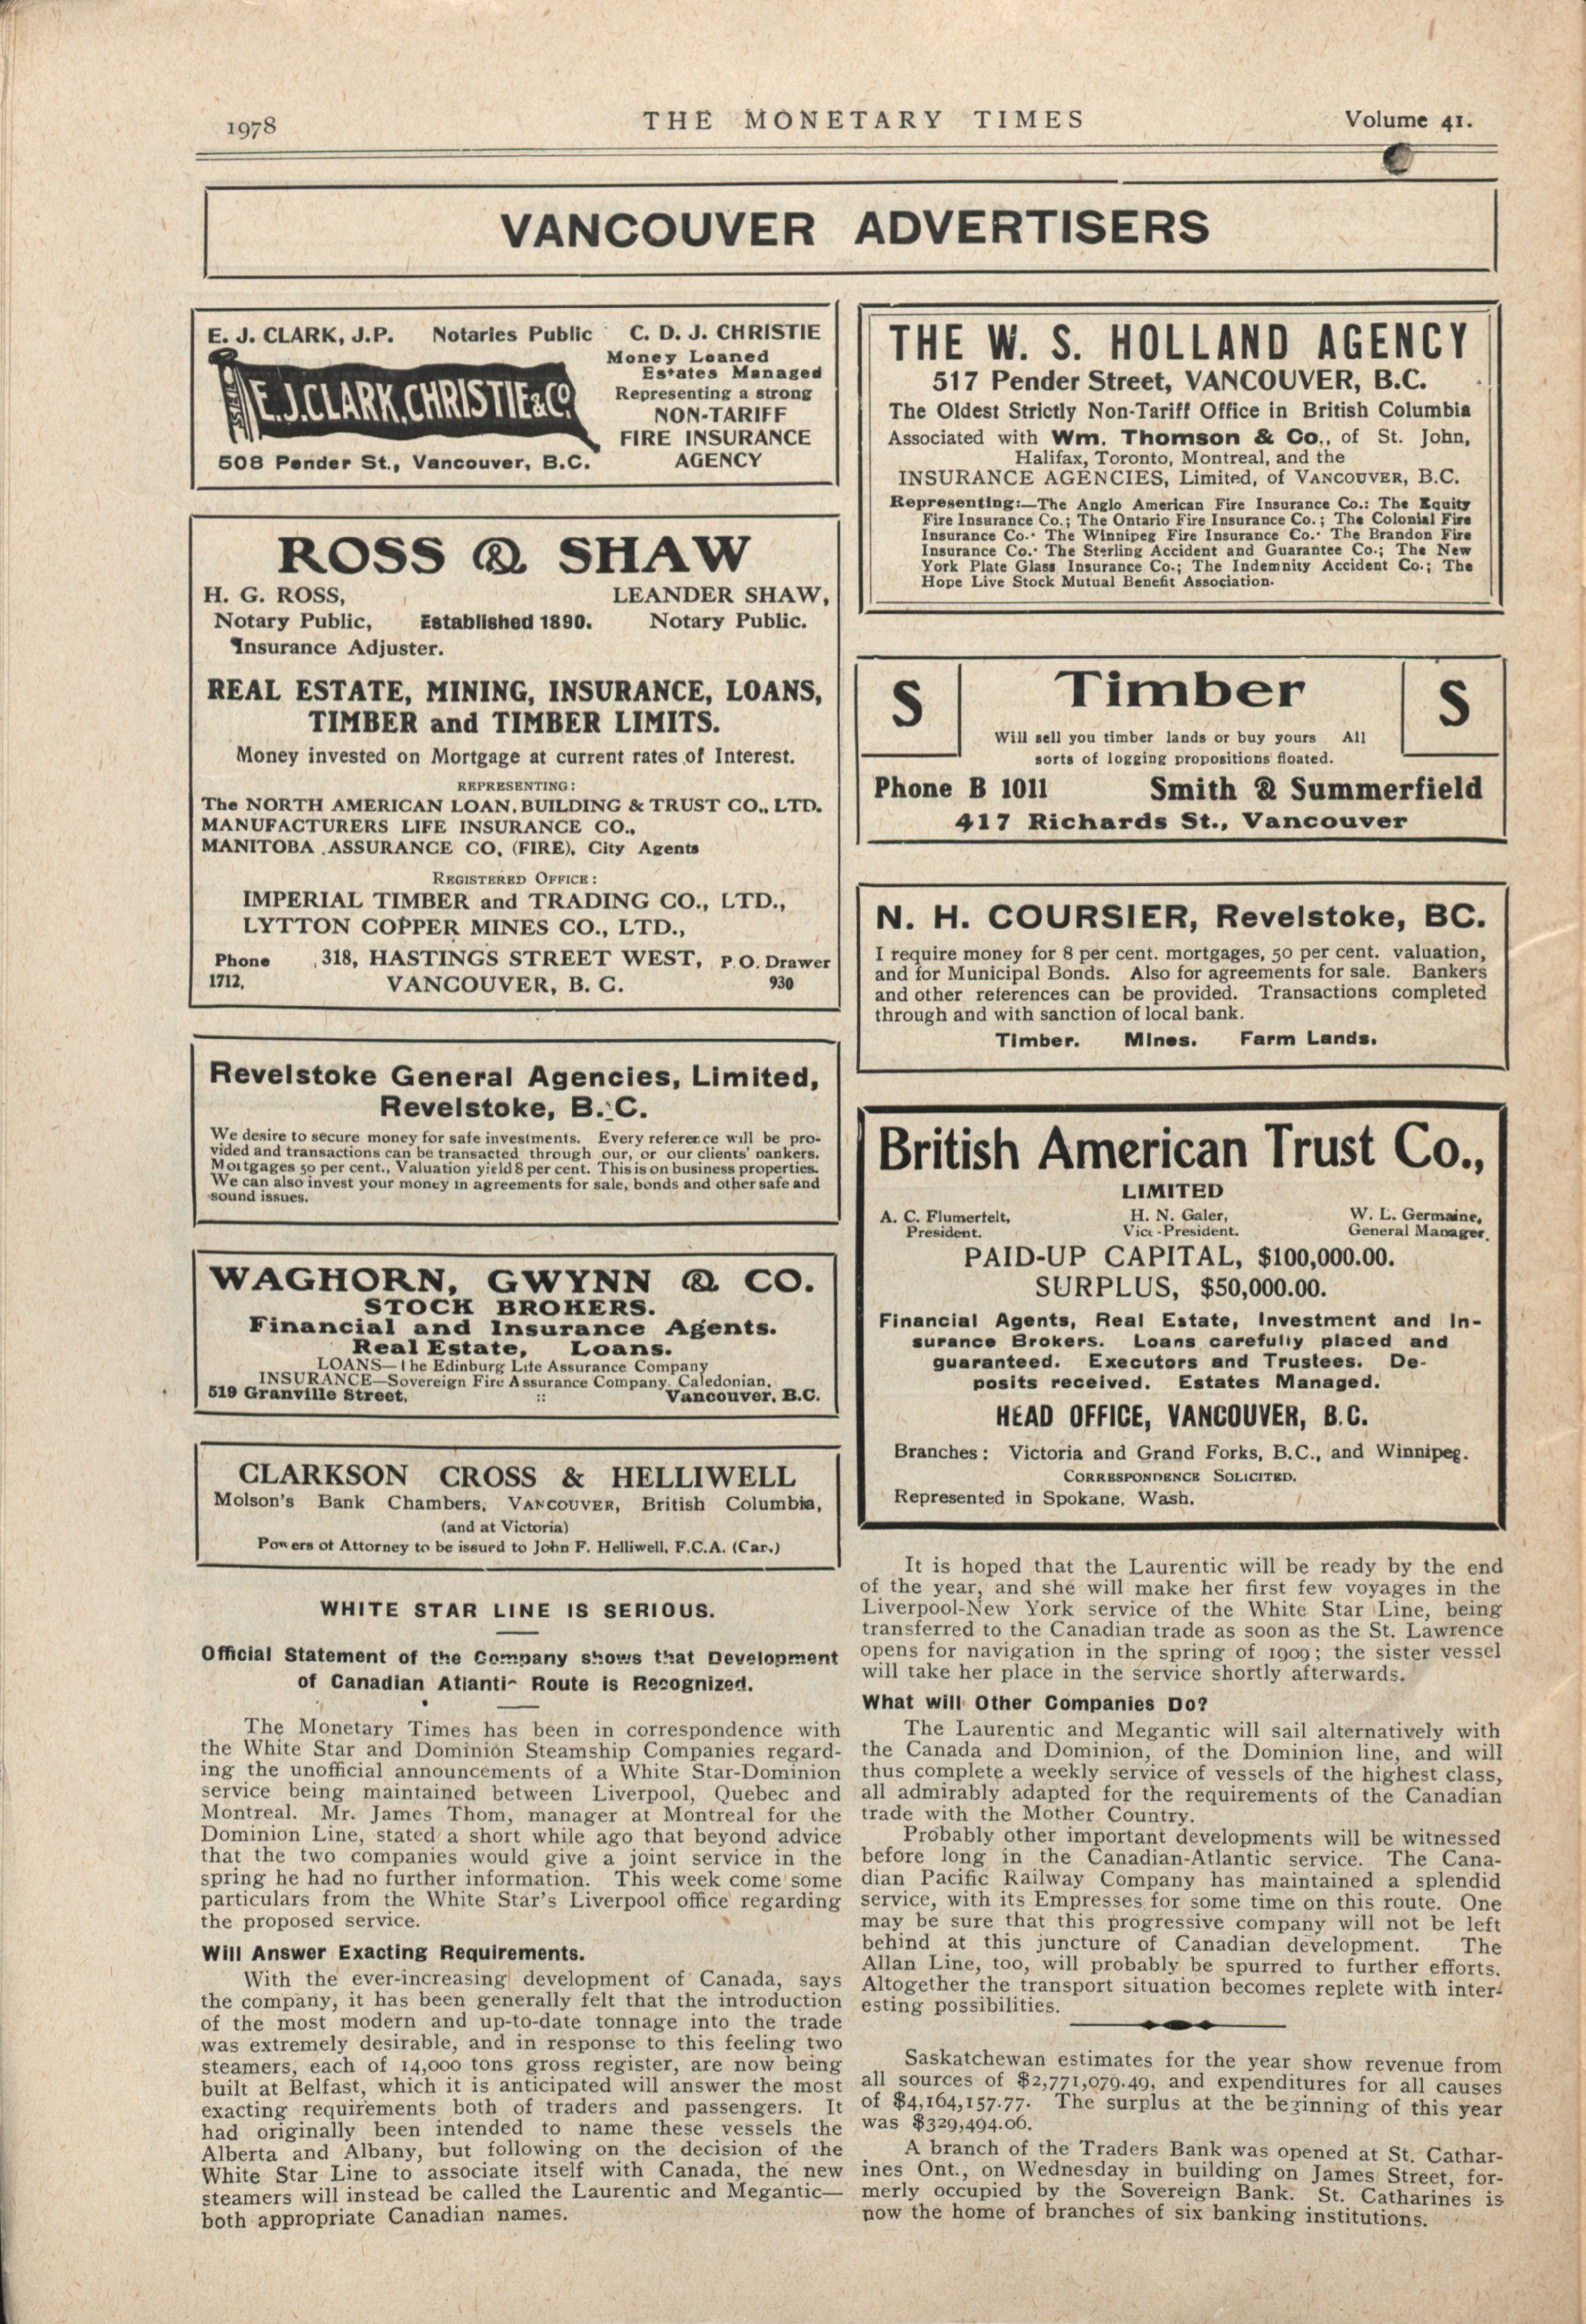 1978
THE MONETARY TIMES
Volume 41.
VANCOUVER ADVERTISERS
E. J. CLARK, J.P. Notaries Public C. D. J. CHRISTIE
Money Loaned
Estates Managed
E.J.CLARK, CHRISTIE & CO
Representing a strong
NON-TARIFF
FIRE INSURANCE
508 Pender St., Vancouver, B.C. AGENCY
ROSS & SHAW
H. G. ROSS, LEANDER SHAW,
Notary Public, Established 1890. Notary Public.
Insurance Adjuster.
REAL ESTATE, MINING, INSURANCE, LOANS,
TIMBER and TIMBER LIMITS.
Money invested on Mortgage at current rates of Interest.
REPRESENTING:
The NORTH AMERICAN LOAN, BUILDING & TRUST CO., LTD.
MANUFACTURERS LIFE INSURANCE CO.,
MANITOBA ASSURANCE CO, (FIRE), City Agents
REGISTERED OFFICE:
IMPERIAL TIMBER and TRADING CO., LTD.,
LYTTON COPPER MINES CO., LTD.,
Phone 318, HASTINGS STREET WEST, P.O. Drawer
1712, VANCOUVER, B. C. 930
Revelstoke General Agencies, Limited,
Revelstoke, B. C.
We desire to secure money for safe investments. Every reference will be pro-
vided and transactions can be transacted through our, or our clients' bankers.
Mortgages 50 per cent., Valuation yield 8 per cent. This is on business properties.
We can also invest your money in agreements for sale, bonds and other safe and
sound issues.
WAGHORN, GWYNN & CO.
STOCK BROKERS.
Financial and Insurance Agents.
Real Estate, Loans.
LOANS—The Edinburg Life Assurance Company
INSURANCE—Sovereign Fire Assurance Company. Caledonian.
519 Granville Street, :: Vancouver, B.C.
CLARKSON CROSS & HELLIWELL
Molson's Bank Chambers, VANCOUVER, British Columbia,
(and at Victoria)
Powers of Attorney to be issued to John F. Helliwell, F.C.A. (Car.)
THE W. S. HOLLAND AGENCY
517 Pender Street, VANCOUVER, B.C.
The Oldest Strictly Non-Tariff Office in British Columbia
Associated with Wm. Thomson & Co., of St. John,
Halifax, Toronto, Montreal, and the
INSURANCE AGENCIES, Limited, of VANCOUVER, B.C.
Representing:—The Anglo American Fire Insurance Co.: The Equity
Fire Insurance Co.; The Ontario Fire Insurance Co.; The Colonial Fire
Insurance Co.· The Winnipeg Fire Insurance Co.· The Brandon Fire
Insurance Co.· The Sterling Accident and Guarantee Co.; The New
York Plate Glass Insurance Co.; The Indemnity Accident Co.; The
Hope Live Stock Mutual Benefit Association.
S Timber S
Will sell you timber lands or buy yours All
sorts of logging propositions floated.
Phone B 1011 Smith & Summerfield
417 Richards St., Vancouver
N. H. COURSIER, Revelstoke, BC.
I require money for 8 per cent. mortgages, 50 per cent. valuation,
and for Municipal Bonds. Also for agreements for sale. Bankers
and other references can be provided. Transactions completed
through and with sanction of local bank.
Timber. Mines. Farm Lands.
British American Trust Co.,
LIMITED
A. C. Flumerfelt, H. N. Galer, W. L. Germaine,
President. Vice-President. General Manager.
PAID-UP CAPITAL, $100,000.00.
SURPLUS, $50,000.00.
Financial Agents, Real Estate, Investment and In-
surance Brokers. Loans carefully placed and
guaranteed. Executors and Trustees. De-
posits received. Estates Managed.
HEAD OFFICE, VANCOUVER, B.C.
Branches: Victoria and Grand Forks, B.C., and Winnipeg.
CORRESPONDENCE SOLICITED.
Represented in Spokane, Wash.
WHITE STAR LINE IS SERIOUS.
Official Statement of the Company shows that Development
of Canadian Atlantic Route is Recognized.
The Monetary Times has been in correspondence with
the White Star and Dominion Steamship Companies regard-
ing the unofficial announcements of a White Star-Dominion
service being maintained between Liverpool, Quebec and
Montreal. Mr. James Thom, manager at Montreal for the
Dominion Line, stated a short while ago that beyond advice
that the two companies would give a joint service in the
spring he had no further information. This week come some
particulars from the White Star's Liverpool office regarding
the proposed service.
Will Answer Exacting Requirements.
With the ever-increasing development of Canada, says
the company, it has been generally felt that the introduction
of the most modern and up-to-date tonnage into the trade
was extremely desirable, and in response to this feeling two
steamers, each of 14,000 tons gross register, are now being
built at Belfast, which it is anticipated will answer the most
exacting requirements both of traders and passengers. It
had originally been intended to name these vessels the
Alberta and Albany, but following on the decision of the
White Star Line to associate itself with Canada, the new
steamers will instead be called the Laurentic and Megantic—
both appropriate Canadian names.
It is hoped that the Laurentic will be ready by the end
of the year, and she will make her first few voyages in the
Liverpool-New York service of the White Star Line, being
transferred to the Canadian trade as soon as the St. Lawrence
opens for navigation in the spring of 1909; the sister vessel
will take her place in the service shortly afterwards.
What will Other Companies Do?
The Laurentic and Megantic will sail alternatively with
the Canada and Dominion, of the Dominion line, and will
thus complete a weekly service of vessels of the highest class,
all admirably adapted for the requirements of the Canadian
trade with the Mother Country.
Probably other important developments will be witnessed
before long in the Canadian-Atlantic service. The Cana-
dian Pacific Railway Company has maintained a splendid
service, with its Empresses for some time on this route. One
may be sure that this progressive company will not be left
behind at this juncture of Canadian development. The
Allan Line, too, will probably be spurred to further efforts.
Altogether the transport situation becomes replete with inter-
esting possibilities.
Saskatchewan estimates for the year show revenue from
all sources of $2,771,079.49, and expenditures for all causes
of $4,164,157.77. The surplus at the beginning of this year
was $329,494.06.
A branch of the Traders Bank was opened at St. Cathar-
ines Ont., on Wednesday in building on James Street, for-
merly occupied by the Sovereign Bank. St. Catharines is
now the home of branches of six banking institutions.